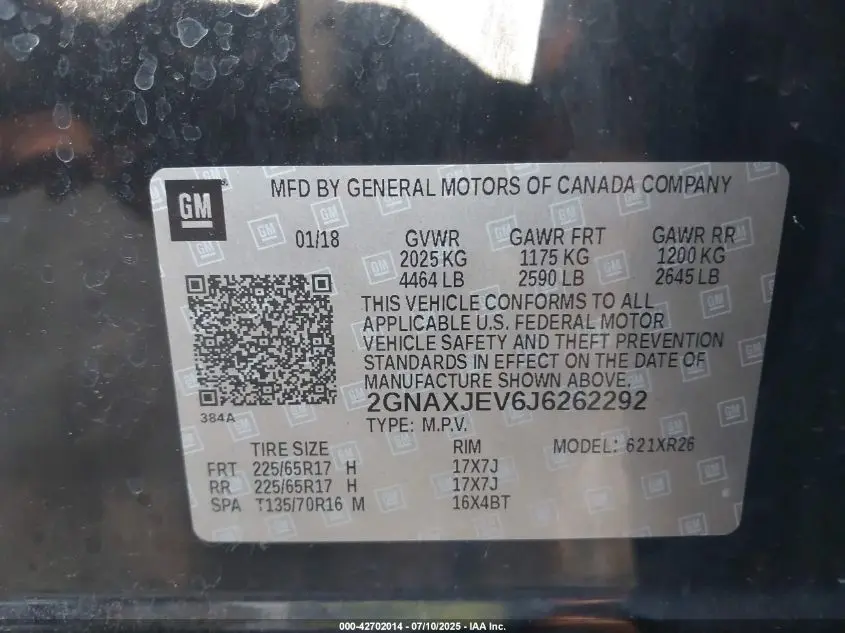 GM
MFD BY GENERAL MOTORS OF CANADA COMPANY
01/18 GVWR GAWR FRT GAWR RR
2025 KG 1175 KG 1200 KG
4464 LB 2590 LB 2645 LB
THIS VEHICLE CONFORMS TO ALL
APPLICABLE U.S. FEDERAL MOTOR
VEHICLE SAFETY AND THEFT PREVENTION
STANDARDS IN EFFECT ON THE DATE OF
MANUFACTURE SHOWN ABOVE.
2GNAXJEV6J6262292
384A
TYPE: M.P.V.
TIRE SIZE RIM MODEL: 621XR26
FRT 225/65R17 H 17X7J
RR 225/65R17 H 17X7J
SPA T135/70R16 M 16X4BT
000-42702014 - 07/10/2025 - IAA Inc.